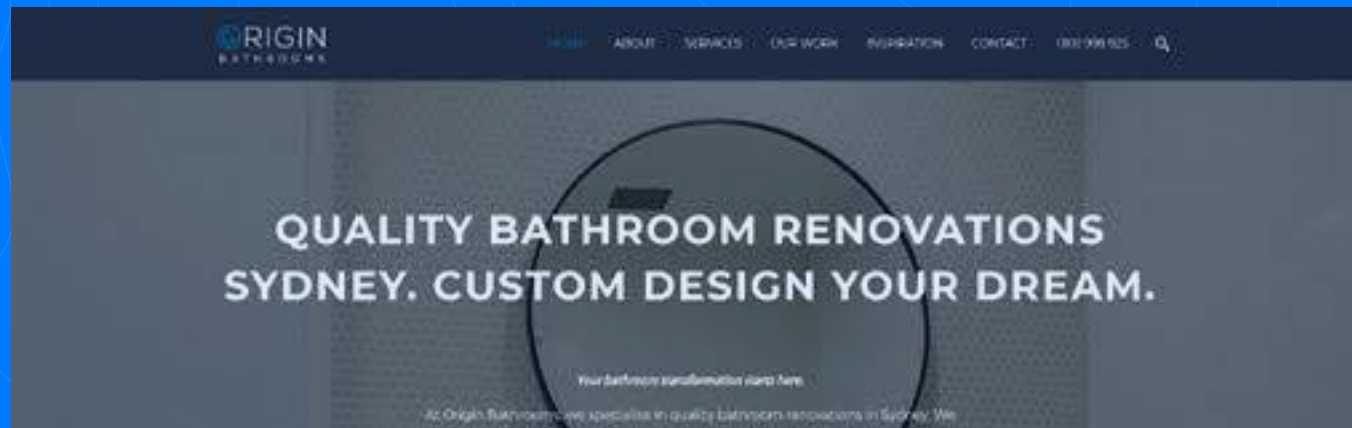 ORIGIN
BATHROOMS
HOME ABOUT SERVICES OUR WORK INSPIRATION CONTACT
QUALITY BATHROOM RENOVATIONS
SYDNEY. CUSTOM DESIGN YOUR DREAM.
Your bathroom transformation starts here.
At Origin Bathrooms, we specialise in quality bathroom renovations in Sydney. We